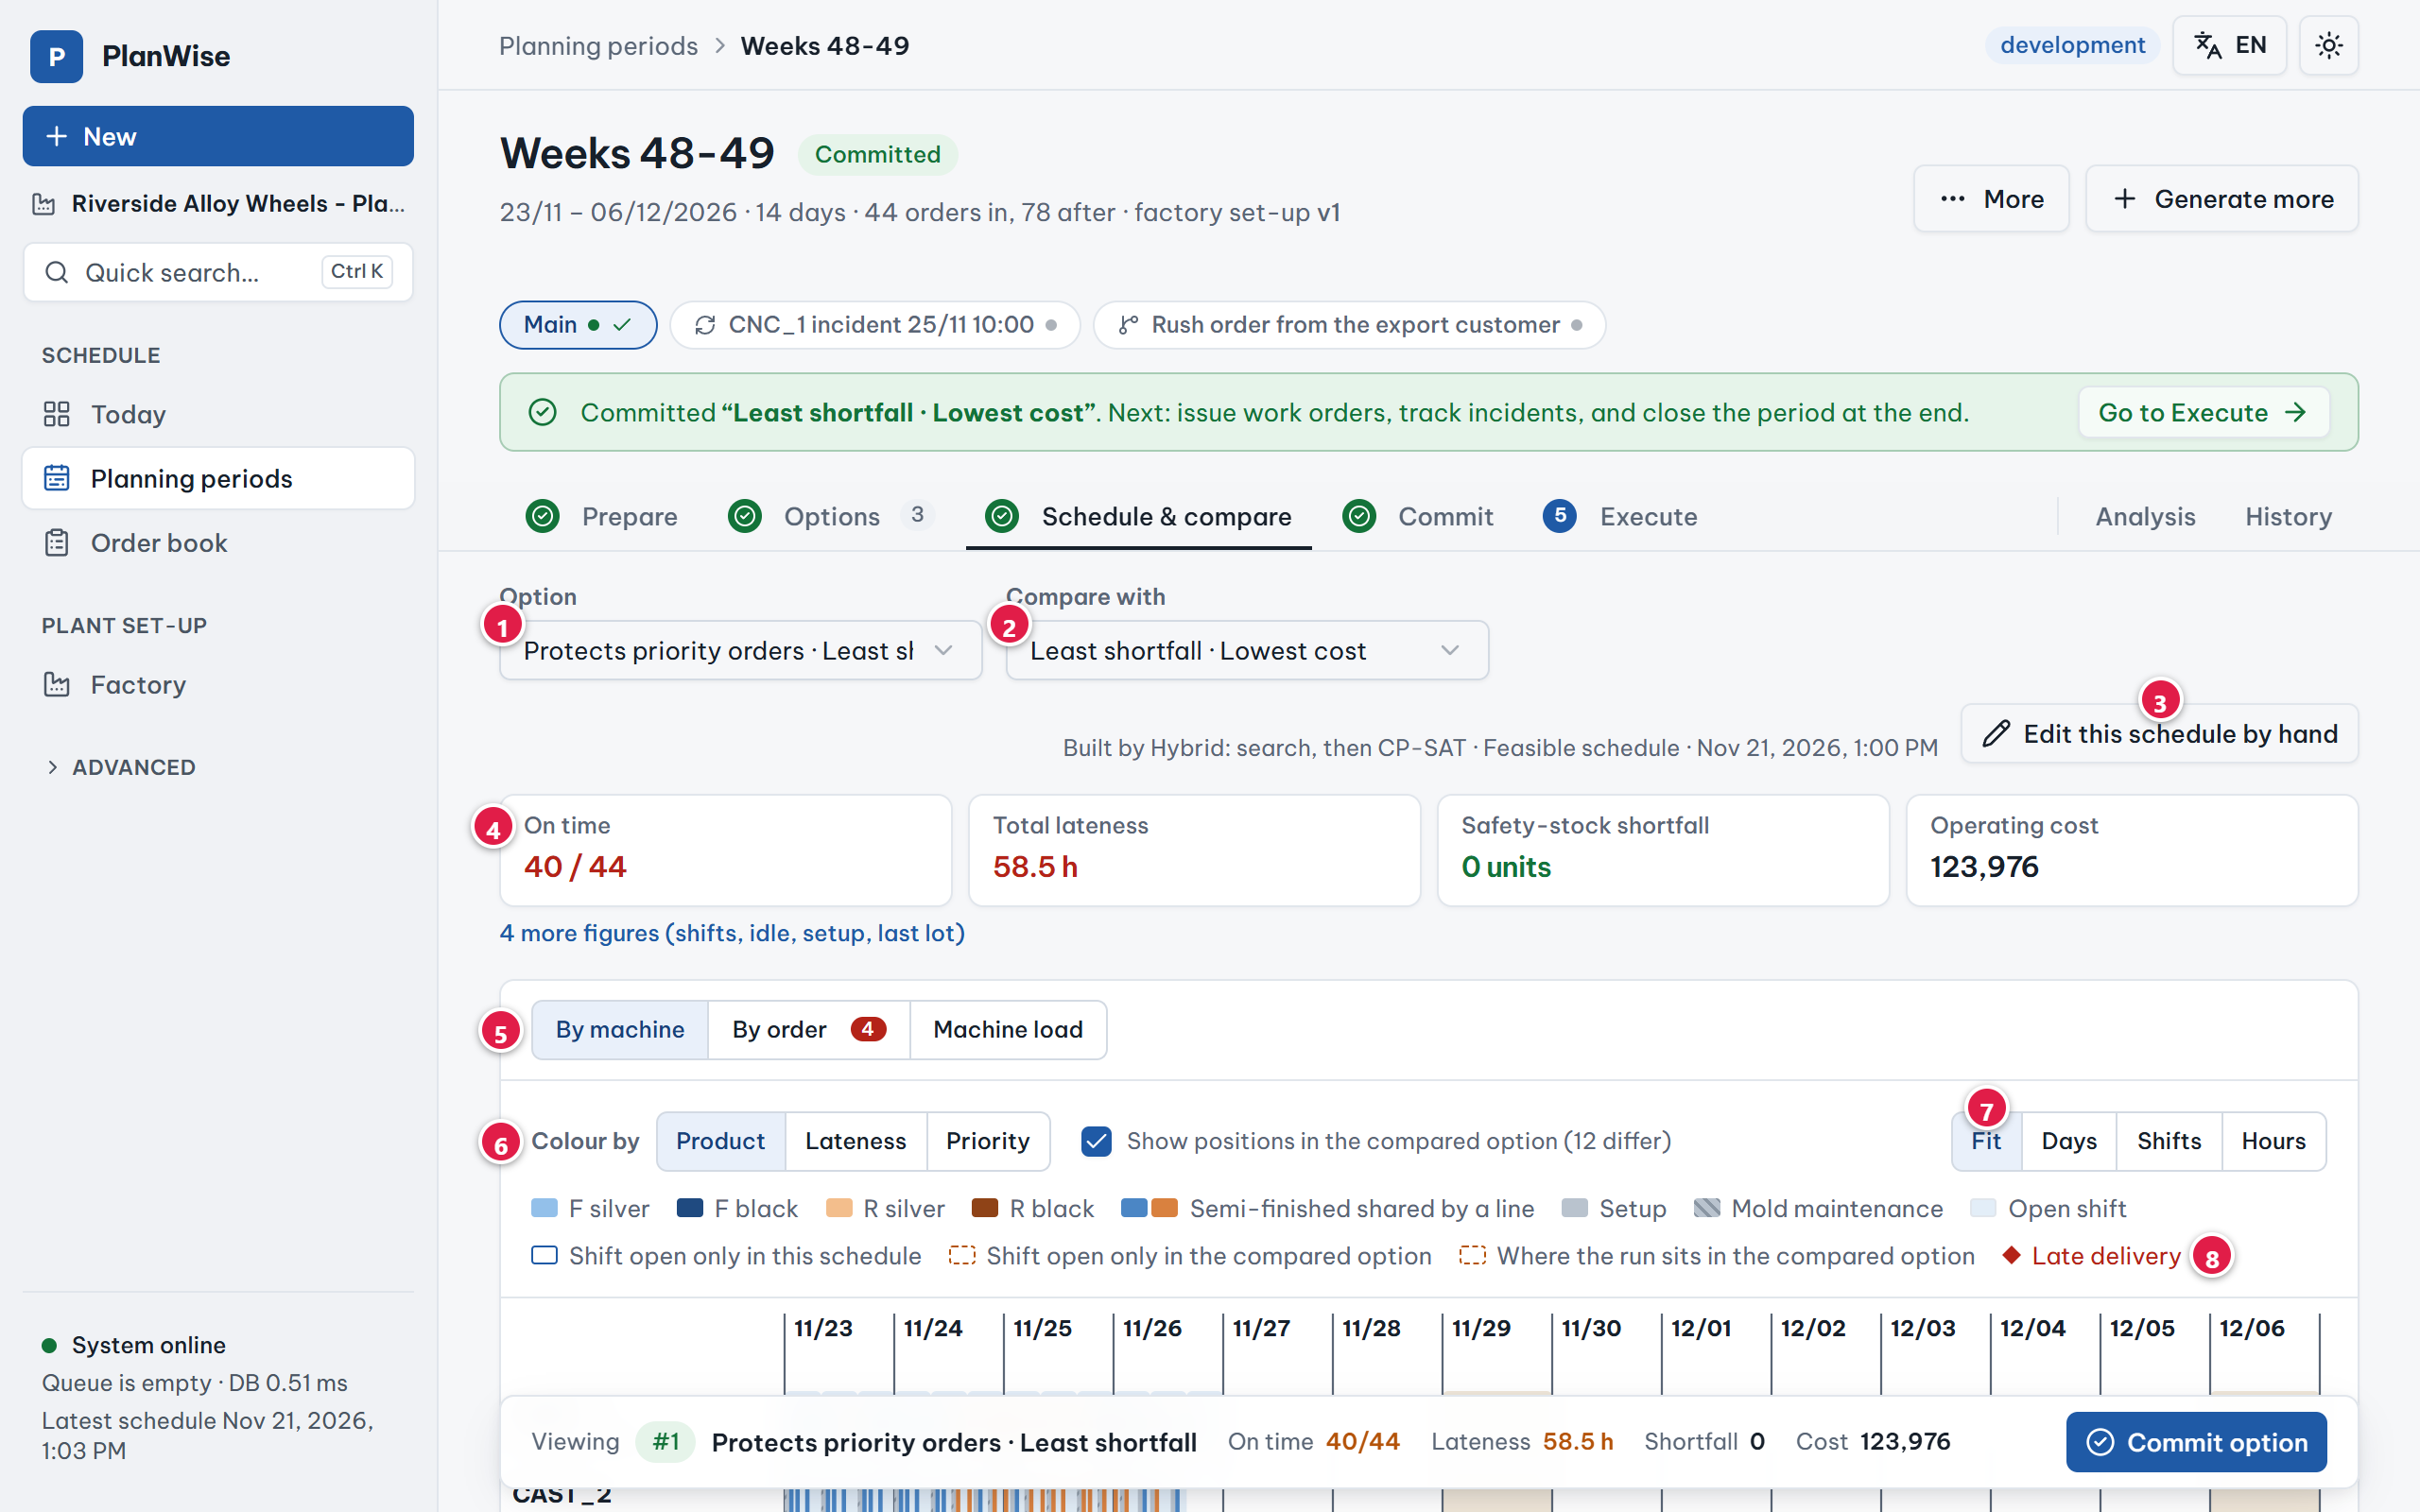 P PlanWise
New
Riverside Alloy Wheels - Pla...
Quick search... Ctrl K
SCHEDULE
Today
Planning periods
Order book
PLANT SET-UP
Factory
ADVANCED
System online
Queue is empty · DB 0.51 ms
Latest schedule Nov 21, 2026,
1:03 PM
Planning periods > Weeks 48-49
development EN
Weeks 48-49 Committed
23/11 – 06/12/2026 · 14 days · 44 orders in, 78 after · factory set-up v1
More Generate more
Main CNC_1 incident 25/11 10:00 Rush order from the export customer
Committed “Least shortfall · Lowest cost”. Next: issue work orders, track incidents, and close the period at the end. Go to Execute
Prepare Options 3 Schedule & compare Commit 5 Execute Analysis History
Option Compare with
1 2
Protects priority orders · Least sh Least shortfall · Lowest cost
3
Built by Hybrid: search, then CP-SAT · Feasible schedule · Nov 21, 2026, 1:00 PM Edit this schedule by hand
4 On time Total lateness Safety-stock shortfall Operating cost
40 / 44 58.5 h 0 units 123,976
4 more figures (shifts, idle, setup, last lot)
5 By machine By order 4 Machine load
6 Colour by Product Lateness Priority Show positions in the compared option (12 differ) 7 Fit Days Shifts Hours
F silver F black R silver R black Semi-finished shared by a line Setup Mold maintenance Open shift
Shift open only in this schedule Shift open only in the compared option Where the run sits in the compared option Late delivery 8
11/23 11/24 11/25 11/26 11/27 11/28 11/29 11/30 12/01 12/02 12/03 12/04 12/05 12/06
Viewing #1 Protects priority orders · Least shortfall On time 40/44 Lateness 58.5 h Shortfall 0 Cost 123,976 Commit option
CAST_2